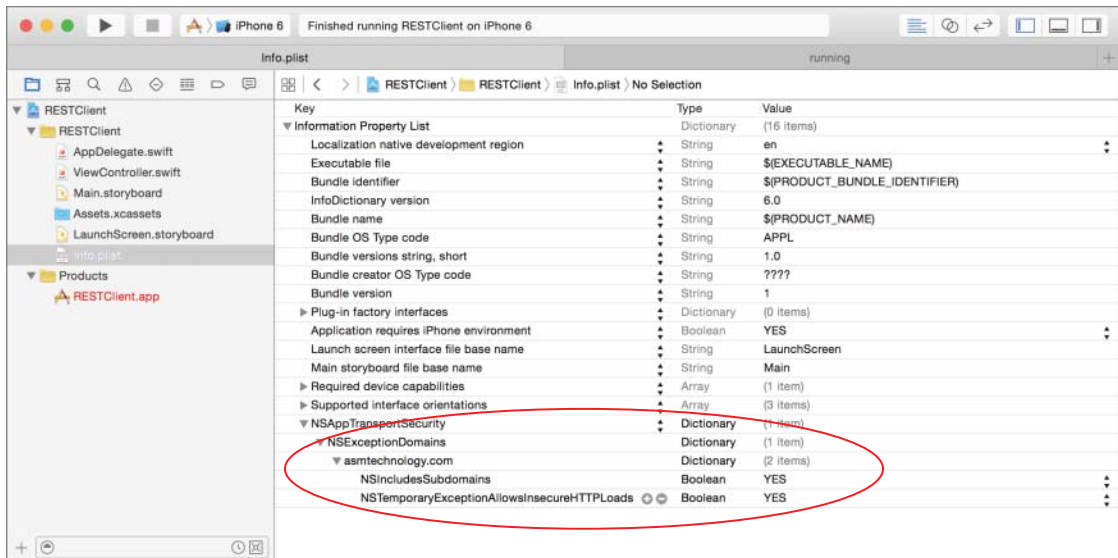 iPhone 6 Finished running RESTClient on iPhone 6
Info.plist running
RESTClient RESTClient Info.plist No Selection
RESTClient
RESTClient
AppDelegate.swift
ViewController.swift
Main.storyboard
Assets.xcassets
LaunchScreen.storyboard
Info.plist
Products
RESTClient.app
Key Type Value
Information Property List Dictionary (16 items)
Localization native development region String en
Executable file String $(EXECUTABLE_NAME)
Bundle identifier String $(PRODUCT_BUNDLE_IDENTIFIER)
InfoDictionary version String 6.0
Bundle name String $(PRODUCT_NAME)
Bundle OS Type code String APPL
Bundle versions string, short String 1.0
Bundle creator OS Type code String ????
Bundle version String 1
Plug-in factory interfaces Dictionary (0 items)
Application requires iPhone environment Boolean YES
Launch screen interface file base name String LaunchScreen
Main storyboard file base name String Main
Required device capabilities Array (1 item)
Supported interface orientations Array (3 items)
NSAppTransportSecurity Dictionary (1 item)
NSExceptionDomains Dictionary (1 item)
asmtechnology.com Dictionary (2 items)
NSIncludesSubdomains Boolean YES
NSTemporaryExceptionAllowsInsecureHTTPLoads Boolean YES